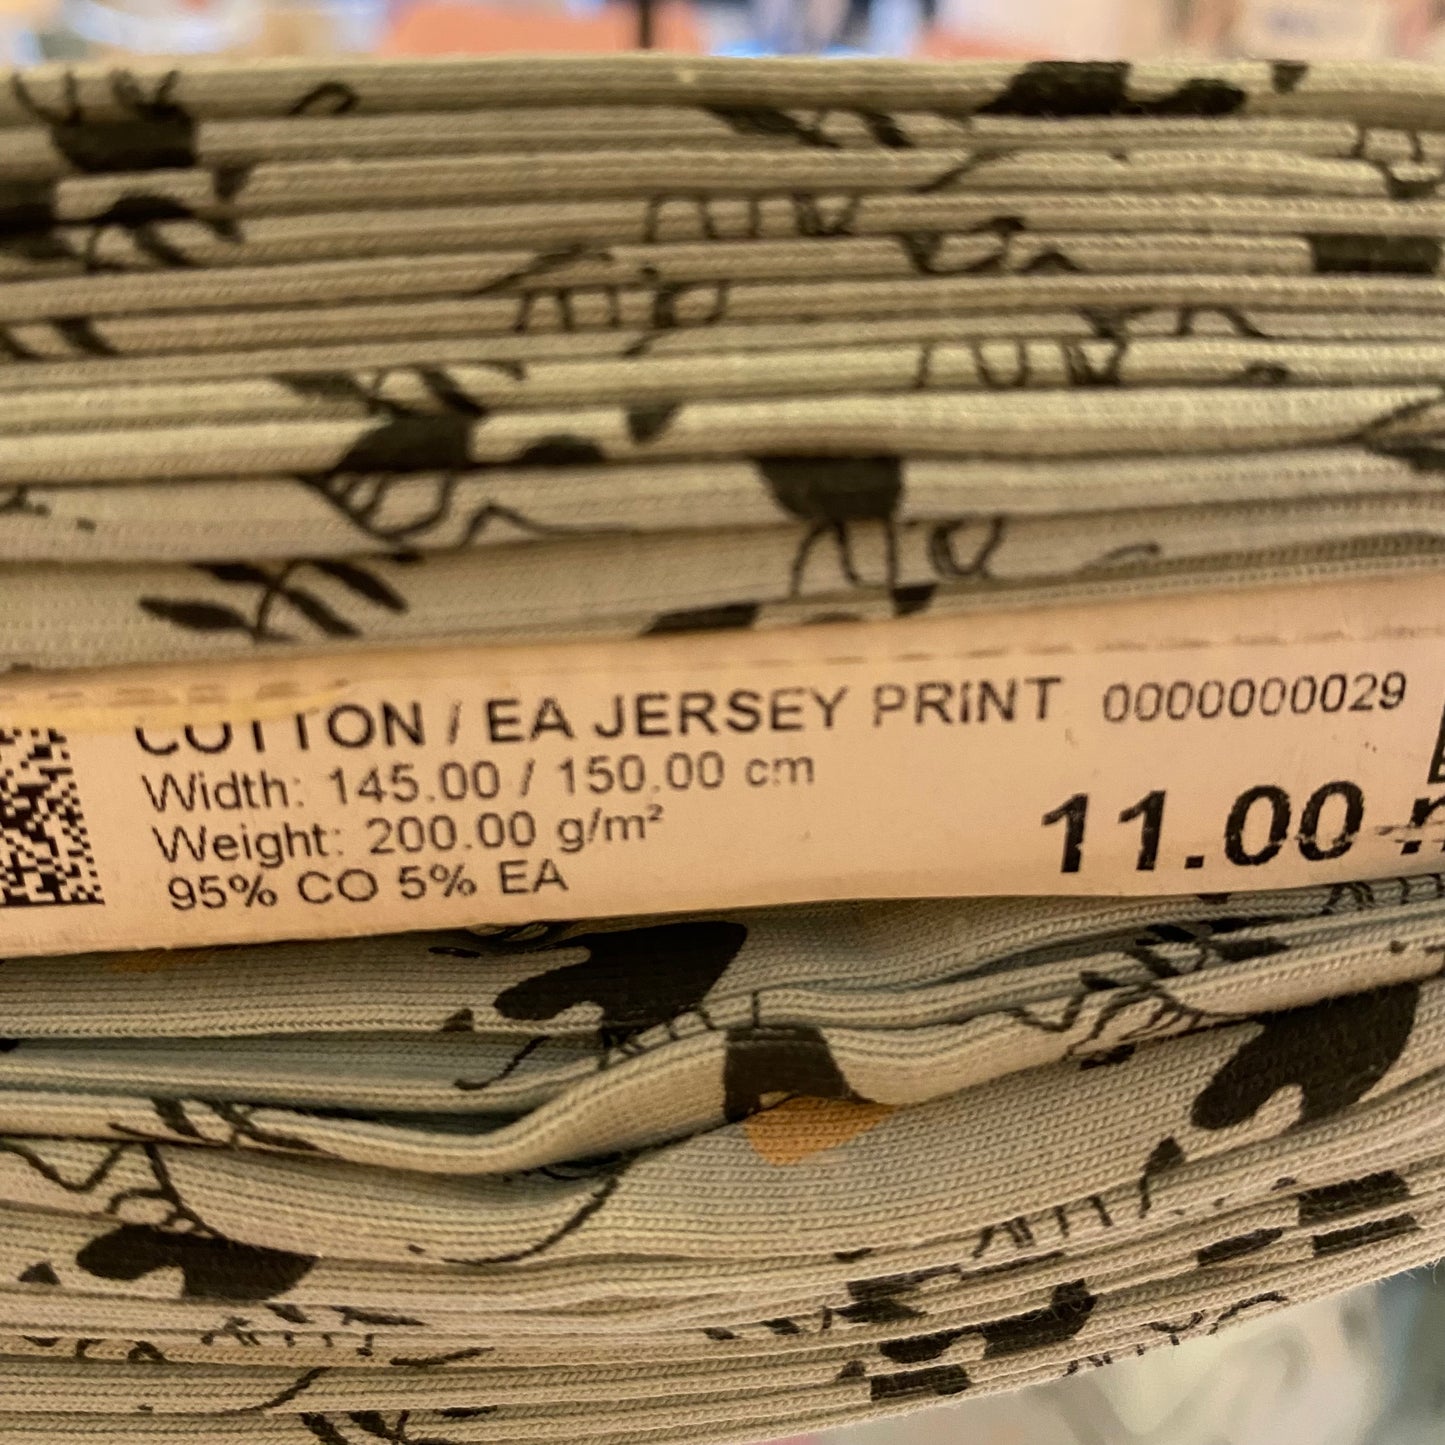 COTTON / EA JERSEY PRINT 0000000029
Width: 145.00 / 150.00 cm
Weight: 200.00 g/m²
95% CO 5% EA
11.00